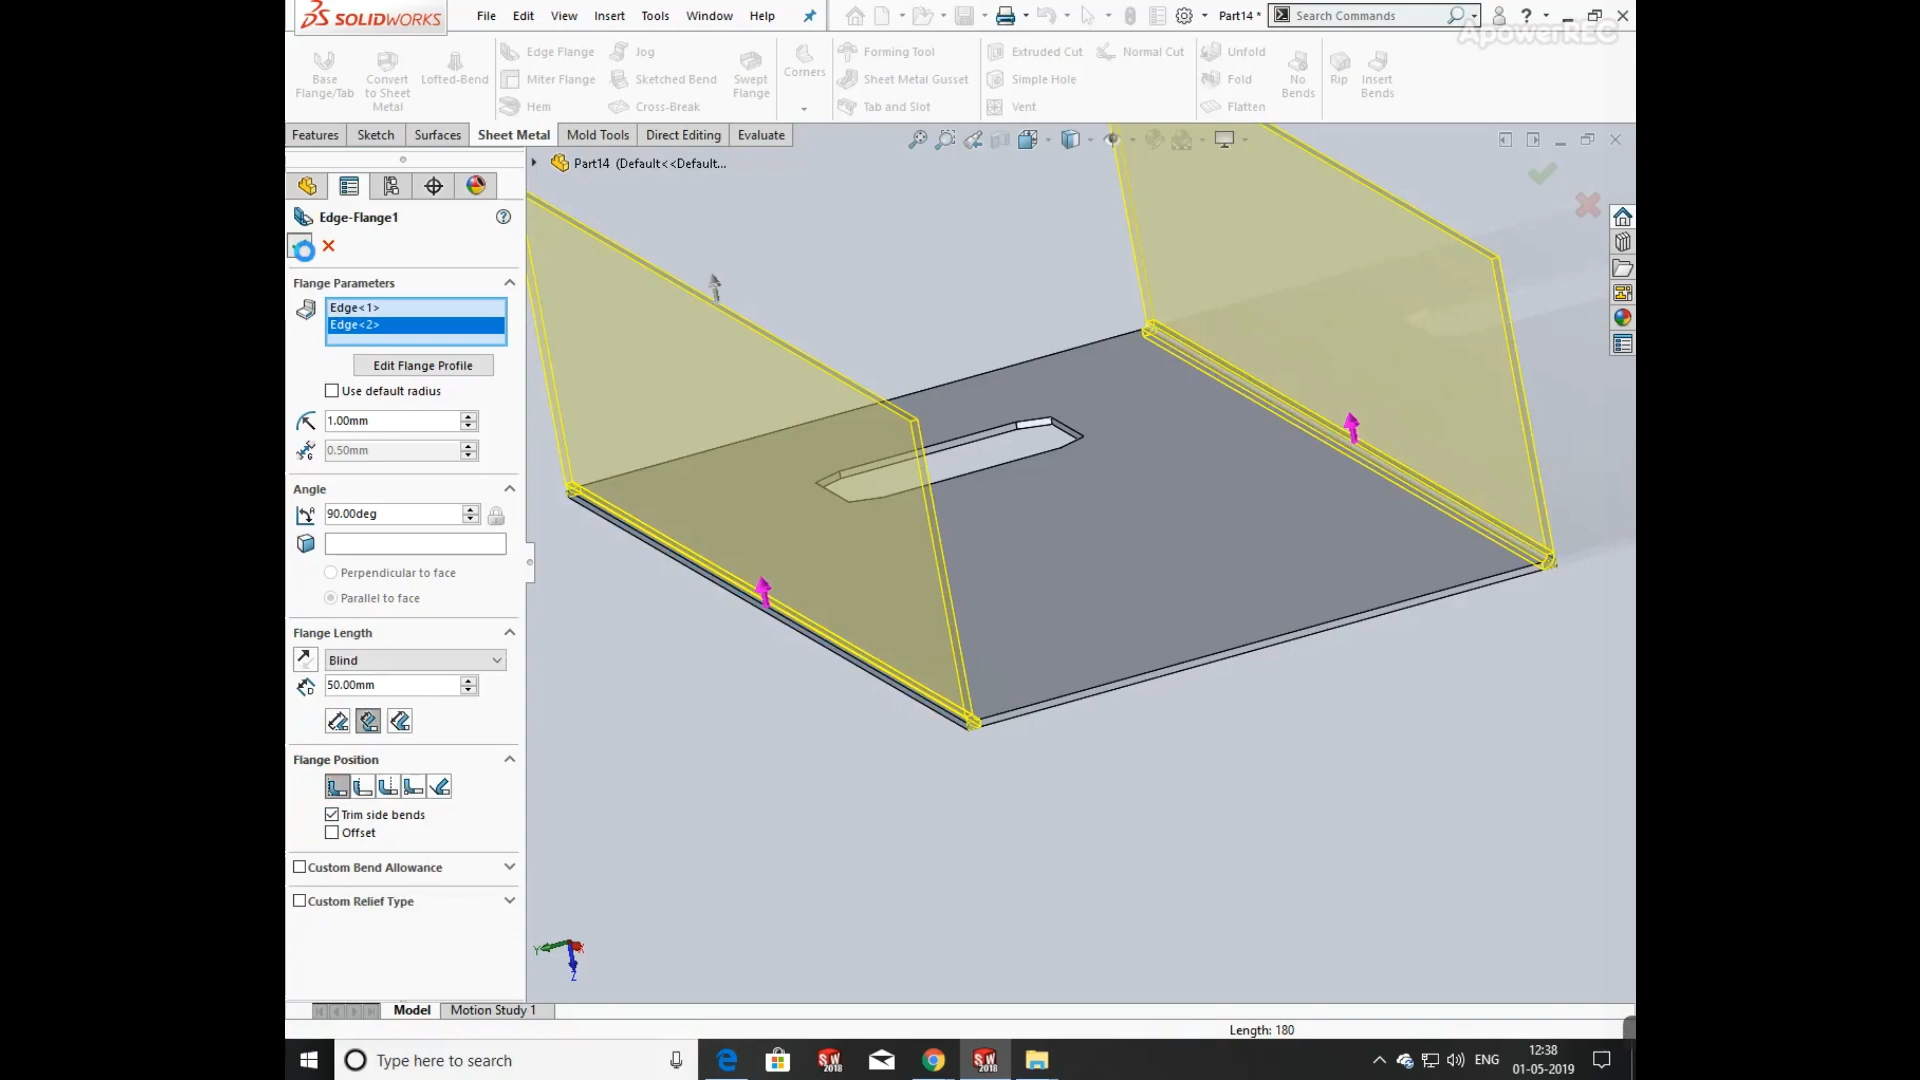 SOLIDWORKS File Edit View Insert Tools Window Help Part14 * Search Commands ?
ApowerREC
Base Flange/Tab
Convert to Sheet Metal
Lofted-Bend
Edge Flange
Miter Flange
Hem
Jog
Sketched Bend
Cross-Break
Swept Flange
Corners
Forming Tool
Sheet Metal Gusset
Tab and Slot
Extruded Cut
Simple Hole
Vent
Normal Cut
Unfold
Fold
Flatten
No Bends
Rip
Insert Bends
Features Sketch Surfaces Sheet Metal Mold Tools Direct Editing Evaluate
Part14 (Default<<Default...
Edge-Flange1 ?
Flange Parameters
Edge<1>
Edge<2>
Edit Flange Profile
Use default radius
1.00mm
0.50mm
Angle
90.00deg
Perpendicular to face
Parallel to face
Flange Length
Blind
50.00mm
Flange Position
Trim side bends
Offset
Custom Bend Allowance
Custom Relief Type
Y
X
Z
Model Motion Study 1
Length: 180
Type here to search
SW 2018
SW 2018
ENG
12:38
01-05-2019